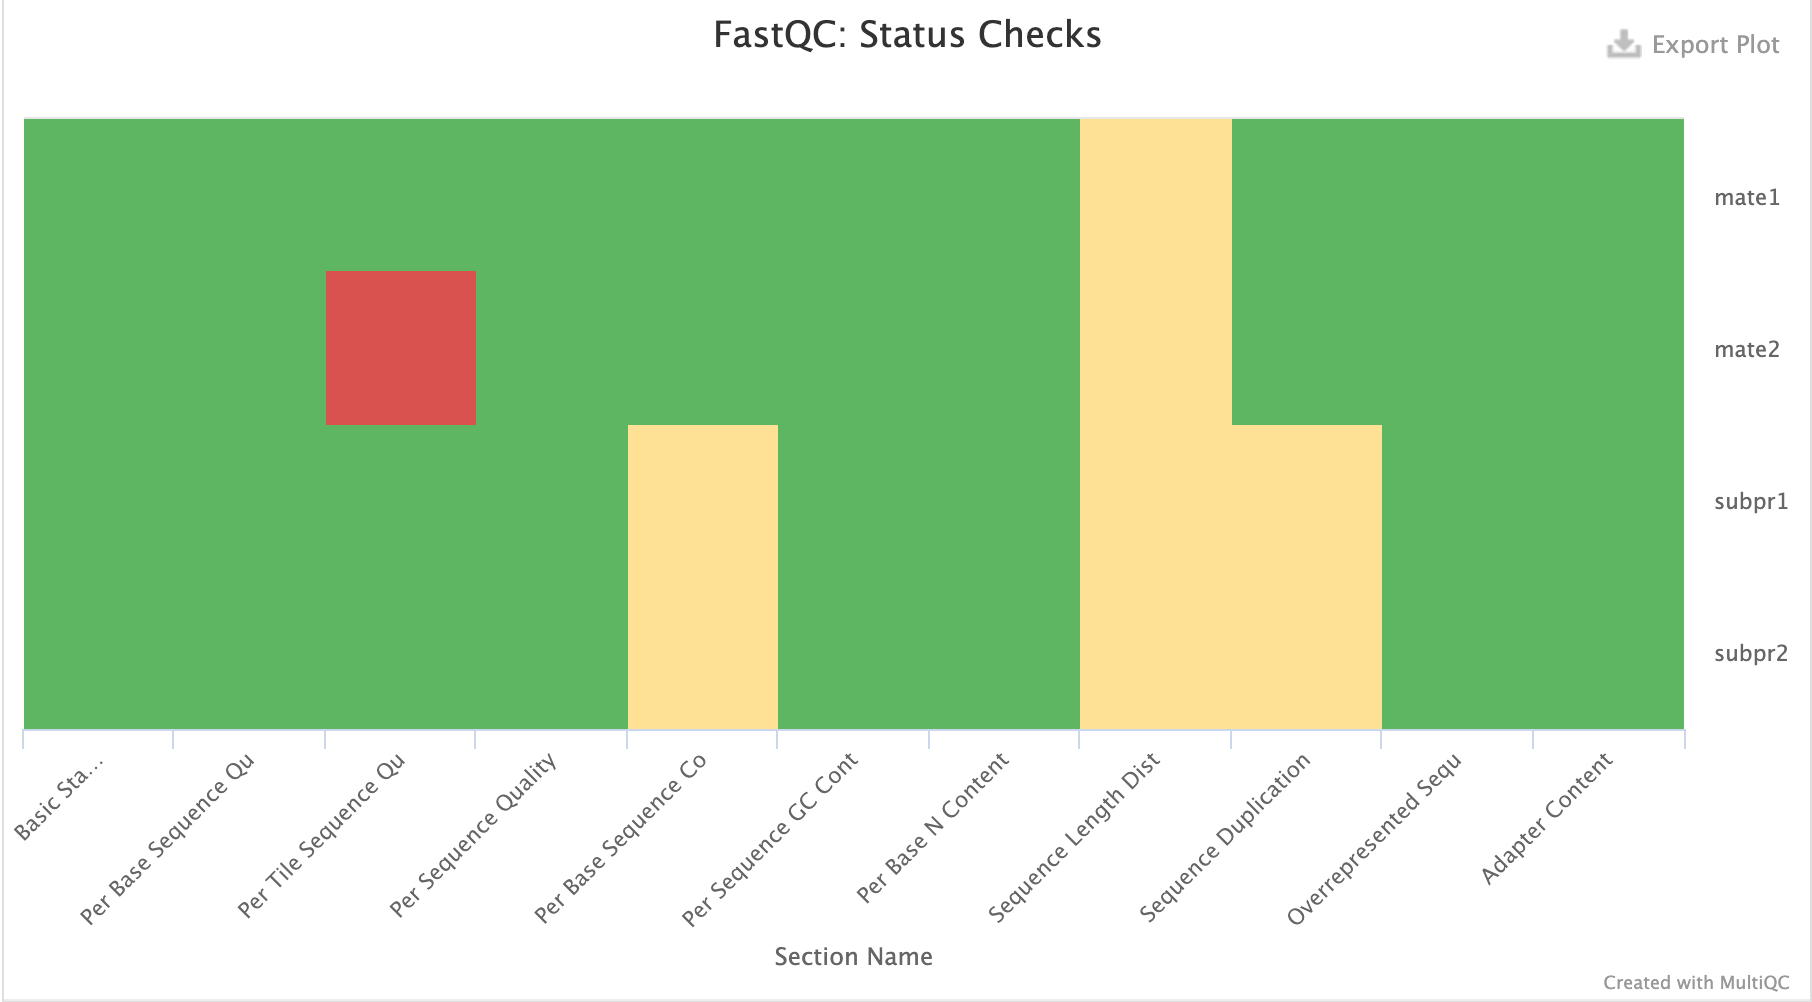 FastQC: Status Checks
Export Plot
mate1
mate2
subpr1
subpr2
Basic Sta...
Per Base Sequence Qu
Per Tile Sequence Qu
Per Sequence Quality
Per Base Sequence Co
Per Sequence GC Cont
Per Base N Content
Sequence Length Dist
Sequence Duplication
Overrepresented Sequ
Adapter Content
Section Name
Created with MultiQC